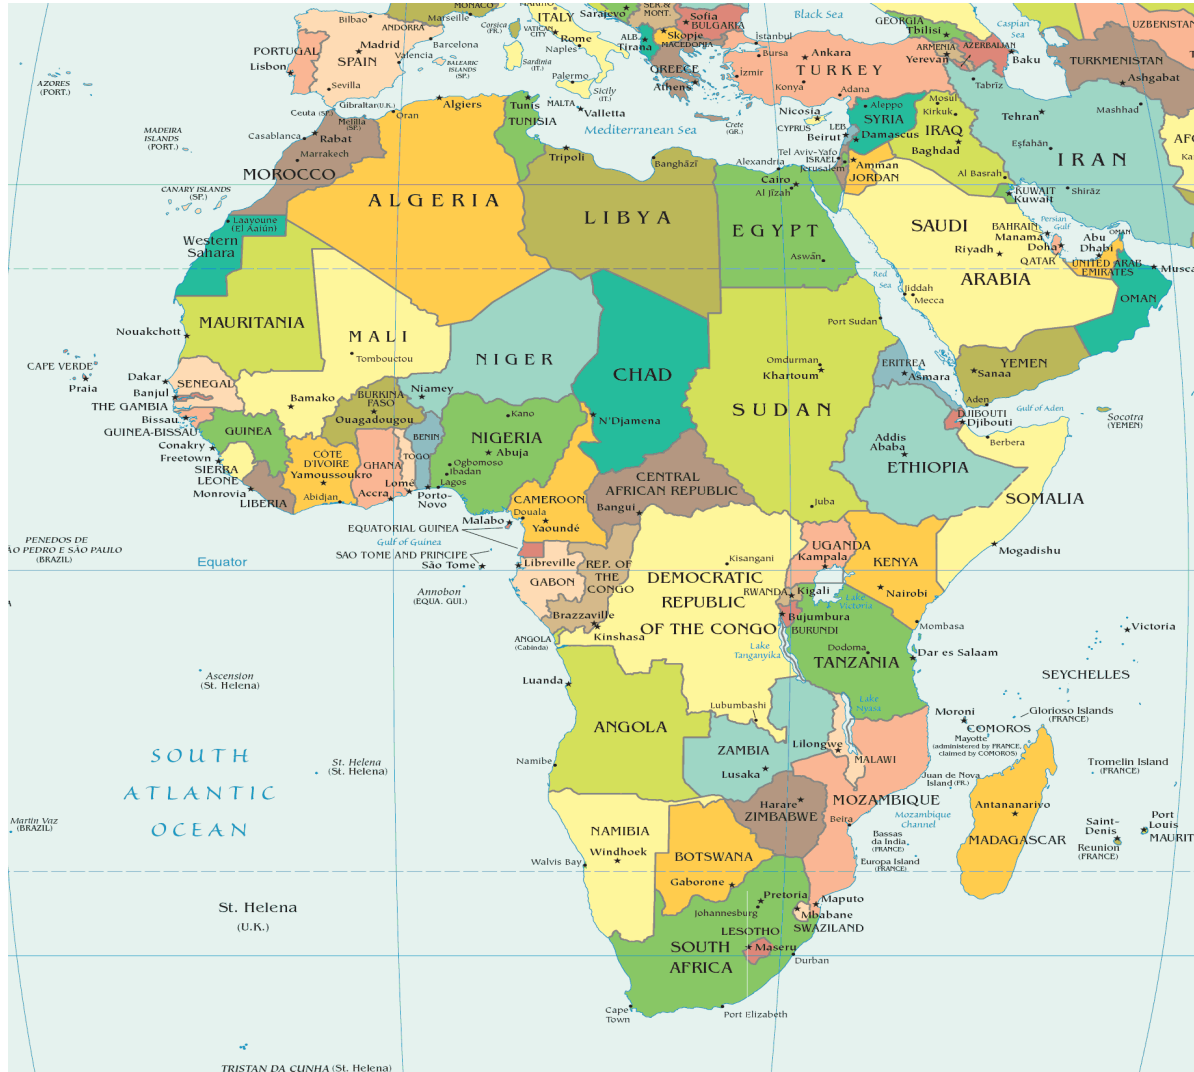 MONACO
ITALY
Sarajevo
SER. &
MONT.
Sofia
BULGARIA
Black Sea
GEORGIA
Tbilisi
Caspian
Sea
UZBEKISTAN
Bilbao
ANDORRA
Marseille
Corsica
(FR.)
VATICAN
CITY
Rome
Naples
ALB.
Tirana
Skopje
MACEDONIA
İstanbul
Bursa
Ankara
ARMENIA
Yerevan
AZERBAIJAN
Baku
TURKMENISTAN
Ashgabat
PORTUGAL
Lisbon
Madrid
SPAIN
Barcelona
Valencia
BALEARIC
ISLANDS
(SP.)
Sardinia
(IT.)
Palermo
Sicily
(IT.)
GREECE
Athens
İzmir
TURKEY
Konya
Adana
Tabrīz
Mashhad
AZORES
(PORT.)
Sevilla
Gibraltar(U.K.)
Ceuta (SP.)
Melilla
(SP.)
Oran
Algiers
Tunis
TUNISIA
MALTA
Valletta
Mediterranean Sea
Crete
(GR.)
Nicosia
CYPRUS
LEB.
Beirut
Aleppo
SYRIA
Damascus
Mosul
Kirkuk
IRAQ
Baghdad
Tehran
Eşfahān
IRAN
MADEIRA
ISLANDS
(PORT.)
Casablanca
Rabat
Marrakech
MOROCCO
Tripoli
Banghāzī
Alexandria
Tel Aviv-Yafo
ISRAEL
Jerusalem
Amman
JORDAN
Cairo
Al Jīzah
Al Basrah
KUWAIT
Kuwait
Shirāz
CANARY ISLANDS
(SP.)
Laayoune
(El Aaiún)
Western
Sahara
ALGERIA
LIBYA
EGYPT
Aswān
SAUDI
ARABIA
Riyadh
Persian
Gulf
BAHRAIN
Manama
Doha
QATAR
Abu
Dhabi
OMAN
UNITED ARAB
EMIRATES
Musca
OMAN
Red
Sea
Jiddah
Mecca
MAURITANIA
Nouakchott
MALI
Tombouctou
NIGER
CHAD
Port Sudan
Omdurman
Khartoum
SUDAN
ERITREA
Asmara
YEMEN
Sanaa
Aden
Gulf of Aden
Socotra
(YEMEN)
CAPE VERDE
Praia
Dakar
SENEGAL
Banjul
THE GAMBIA
Bissau
GUINEA-BISSAU
Bamako
BURKINA
FASO
Ouagadougou
Niamey
Kano
N'Djamena
DJIBOUTI
Djibouti
Berbera
GUINEA
Conakry
Freetown
SIERRA
LEONE
Monrovia
LIBERIA
CÔTE
D'IVOIRE
Yamoussoukro
Abidjan
GHANA
Accra
TOGO
Lomé
BENIN
Porto-
Novo
NIGERIA
Abuja
Ogbomoso
Ibadan
Lagos
Addis
Ababa
ETHIOPIA
SOMALIA
Mogadishu
CENTRAL
AFRICAN REPUBLIC
Bangui
CAMEROON
Douala
Yaoundé
Malabo
EQUATORIAL GUINEA
Gulf of Guinea
SAO TOME AND PRINCIPE
São Tome
Juba
PENEDOS DE
ÃO PEDRO E SÃO PAULO
(BRAZIL)
Equator
Annobon
(EQUA. GUI.)
Libreville
GABON
REP. OF
THE
CONGO
Brazzaville
Kinshasa
ANGOLA
(Cabinda)
Kisangani
DEMOCRATIC
REPUBLIC
OF THE CONGO
UGANDA
Kampala
KENYA
Nairobi
RWANDA
Kigali
Bujumbura
BURUNDI
Lake
Victoria
Mombasa
Lake
Tanganyika
Dodoma
TANZANIA
Dar es Salaam
Victoria
SEYCHELLES
Ascension
(St. Helena)
Luanda
ANGOLA
Namibe
Lubumbashi
ZAMBIA
Lusaka
Lilongwe
MALAWI
Lake
Nyasa
Moroni
COMOROS
Mayotte
(administered by FRANCE,
claimed by COMOROS)
Glorioso Islands
(FRANCE)
SOUTH
ATLANTIC
OCEAN
St. Helena
(St. Helena)
Martin Vaz
(BRAZIL)
Harare
ZIMBABWE
MOZAMBIQUE
Beira
Juan de Nova
Island (FR.)
Mozambique
Channel
Bassas
da India
(FRANCE)
Europa Island
(FRANCE)
Antananarivo
MADAGASCAR
Tromelin Island
(FRANCE)
Saint-
Denis
Reunion
(FRANCE)
Port
Louis
MAURIT
NAMIBIA
Windhoek
Walvis Bay
BOTSWANA
Gaborone
Pretoria
Johannesburg
Maputo
Mbabane
SWAZILAND
LESOTHO
Maseru
SOUTH
AFRICA
Durban
Cape
Town
Port Elizabeth
St. Helena
(U.K.)
TRISTAN DA CUNHA (St. Helena)